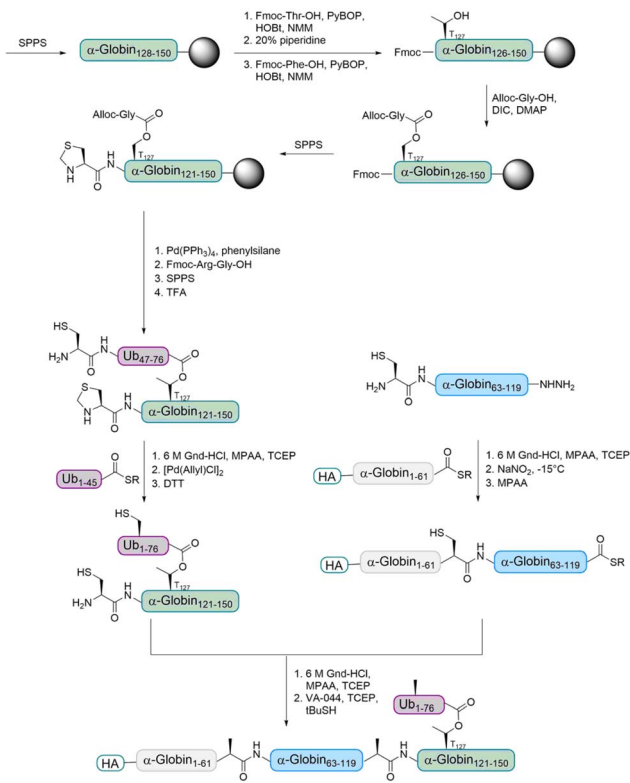 SPPS
α-Globin128-150
1. Fmoc-Thr-OH, PyBOP,
HOBt, NMM
2. 20% piperidine
3. Fmoc-Phe-OH, PyBOP,
HOBt, NMM
OH
T127
Fmoc
α-Globin126-150
Alloc-Gly-OH,
DIC, DMAP
Alloc-Gly
O
O
T127
Fmoc
α-Globin126-150
SPPS
Alloc-Gly
O
O
S
H
N
T127
N
H
O
α-Globin121-150
1. Pd(PPh3)4, phenylsilane
2. Fmoc-Arg-Gly-OH
3. SPPS
4. TFA
HS
H
N
H2N
O
Ub47-76
O
O
S
H
N
T127
N
H
O
α-Globin121-150
HS
H
N
H2N
O
α-Globin63-119
NHNH2
Ub1-45
O
SR
1. 6 M Gnd-HCl, MPAA, TCEP
2. [Pd(Allyl)Cl]2
3. DTT
HA
α-Globin1-61
O
SR
1. 6 M Gnd-HCl, MPAA, TCEP
2. NaNO2, -15°C
3. MPAA
HS
Ub1-76
O
O
HS
H
N
T127
H2N
O
α-Globin121-150
HS
HA
α-Globin1-61
H
N
O
α-Globin63-119
O
SR
1. 6 M Gnd-HCl,
MPAA, TCEP
2. VA-044, TCEP,
tBuSH
Ub1-76
O
O
T127
HA
α-Globin1-61
H
N
O
α-Globin63-119
H
N
O
α-Globin121-150